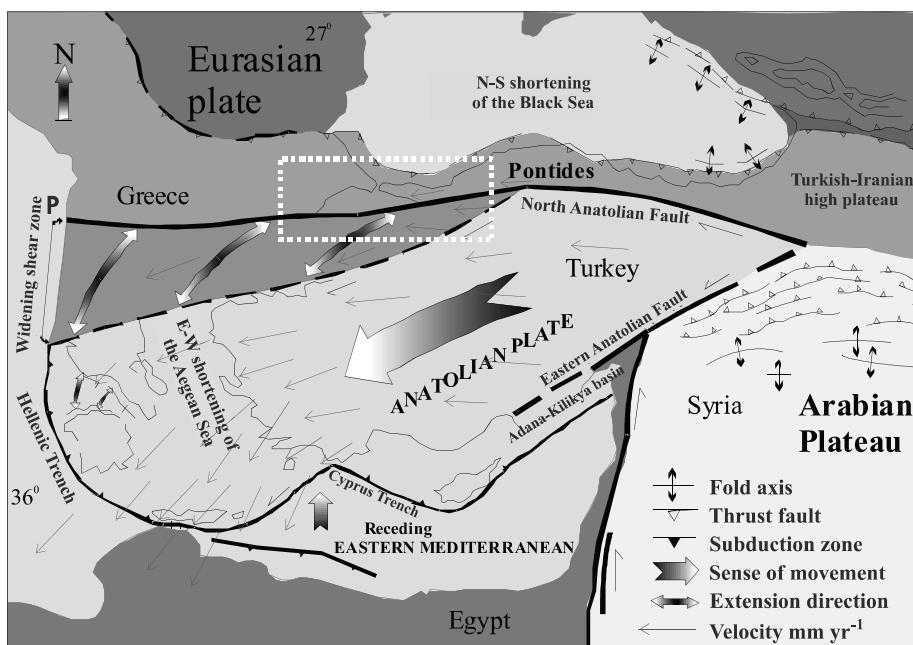 27⁰
N
Eurasian
plate
N-S shortening
of the Black Sea
Pontides
Turkish-Iranian
high plateau
P
Greece
North Anatolian Fault
Widening shear zone
Turkey
E-W shortening of
the Aegean Sea
ANATOLIAN PLATE
Eastern Anatolian Fault
Adana-Kilikya basin
Syria
Arabian
Plateau
Hellenic Trench
36⁰
Cyprus Trench
Receding
EASTERN MEDITERRANEAN
Egypt
Fold axis
Thrust fault
Subduction zone
Sense of movement
Extension direction
Velocity mm yr⁻¹